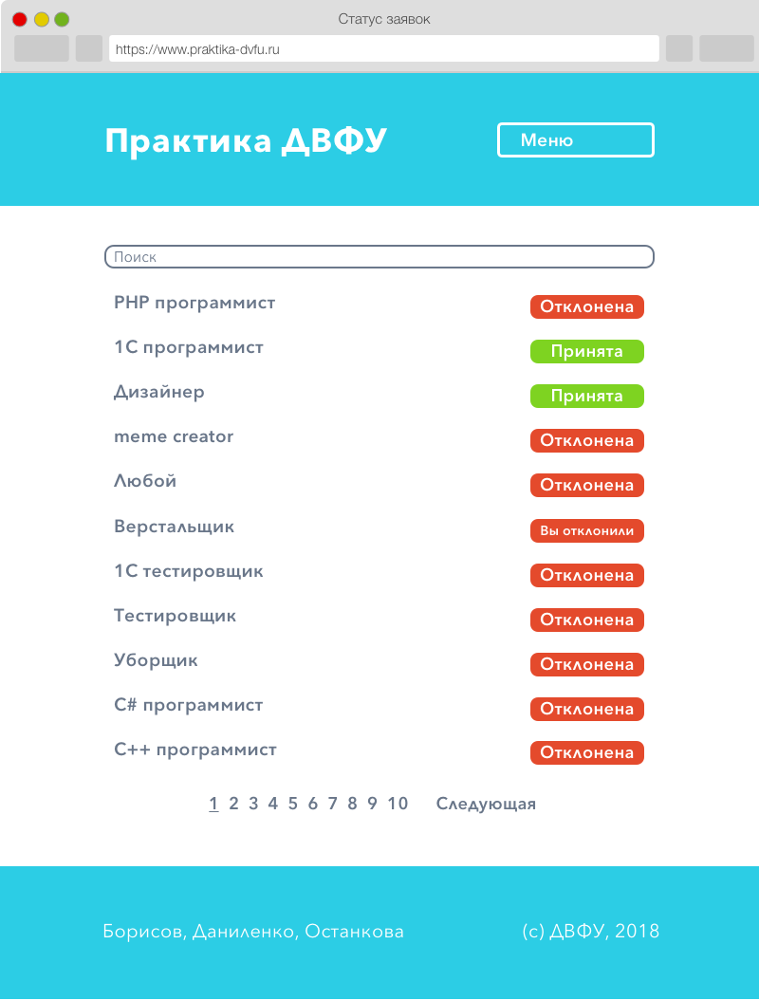 Статус заявок
https://www.praktika-dvfu.ru
Практика ДВФУ
Меню
Поиск
PHP программист Отклонена
1С программист Принята
Дизайнер Принята
meme creator Отклонена
Любой Отклонена
Верстальщик Вы отклонили
1С тестировщик Отклонена
Тестировщик Отклонена
Уборщик Отклонена
C# программист Отклонена
C++ программист Отклонена
1 2 3 4 5 6 7 8 9 10 Следующая
Борисов, Даниленко, Останкова (с) ДВФУ, 2018